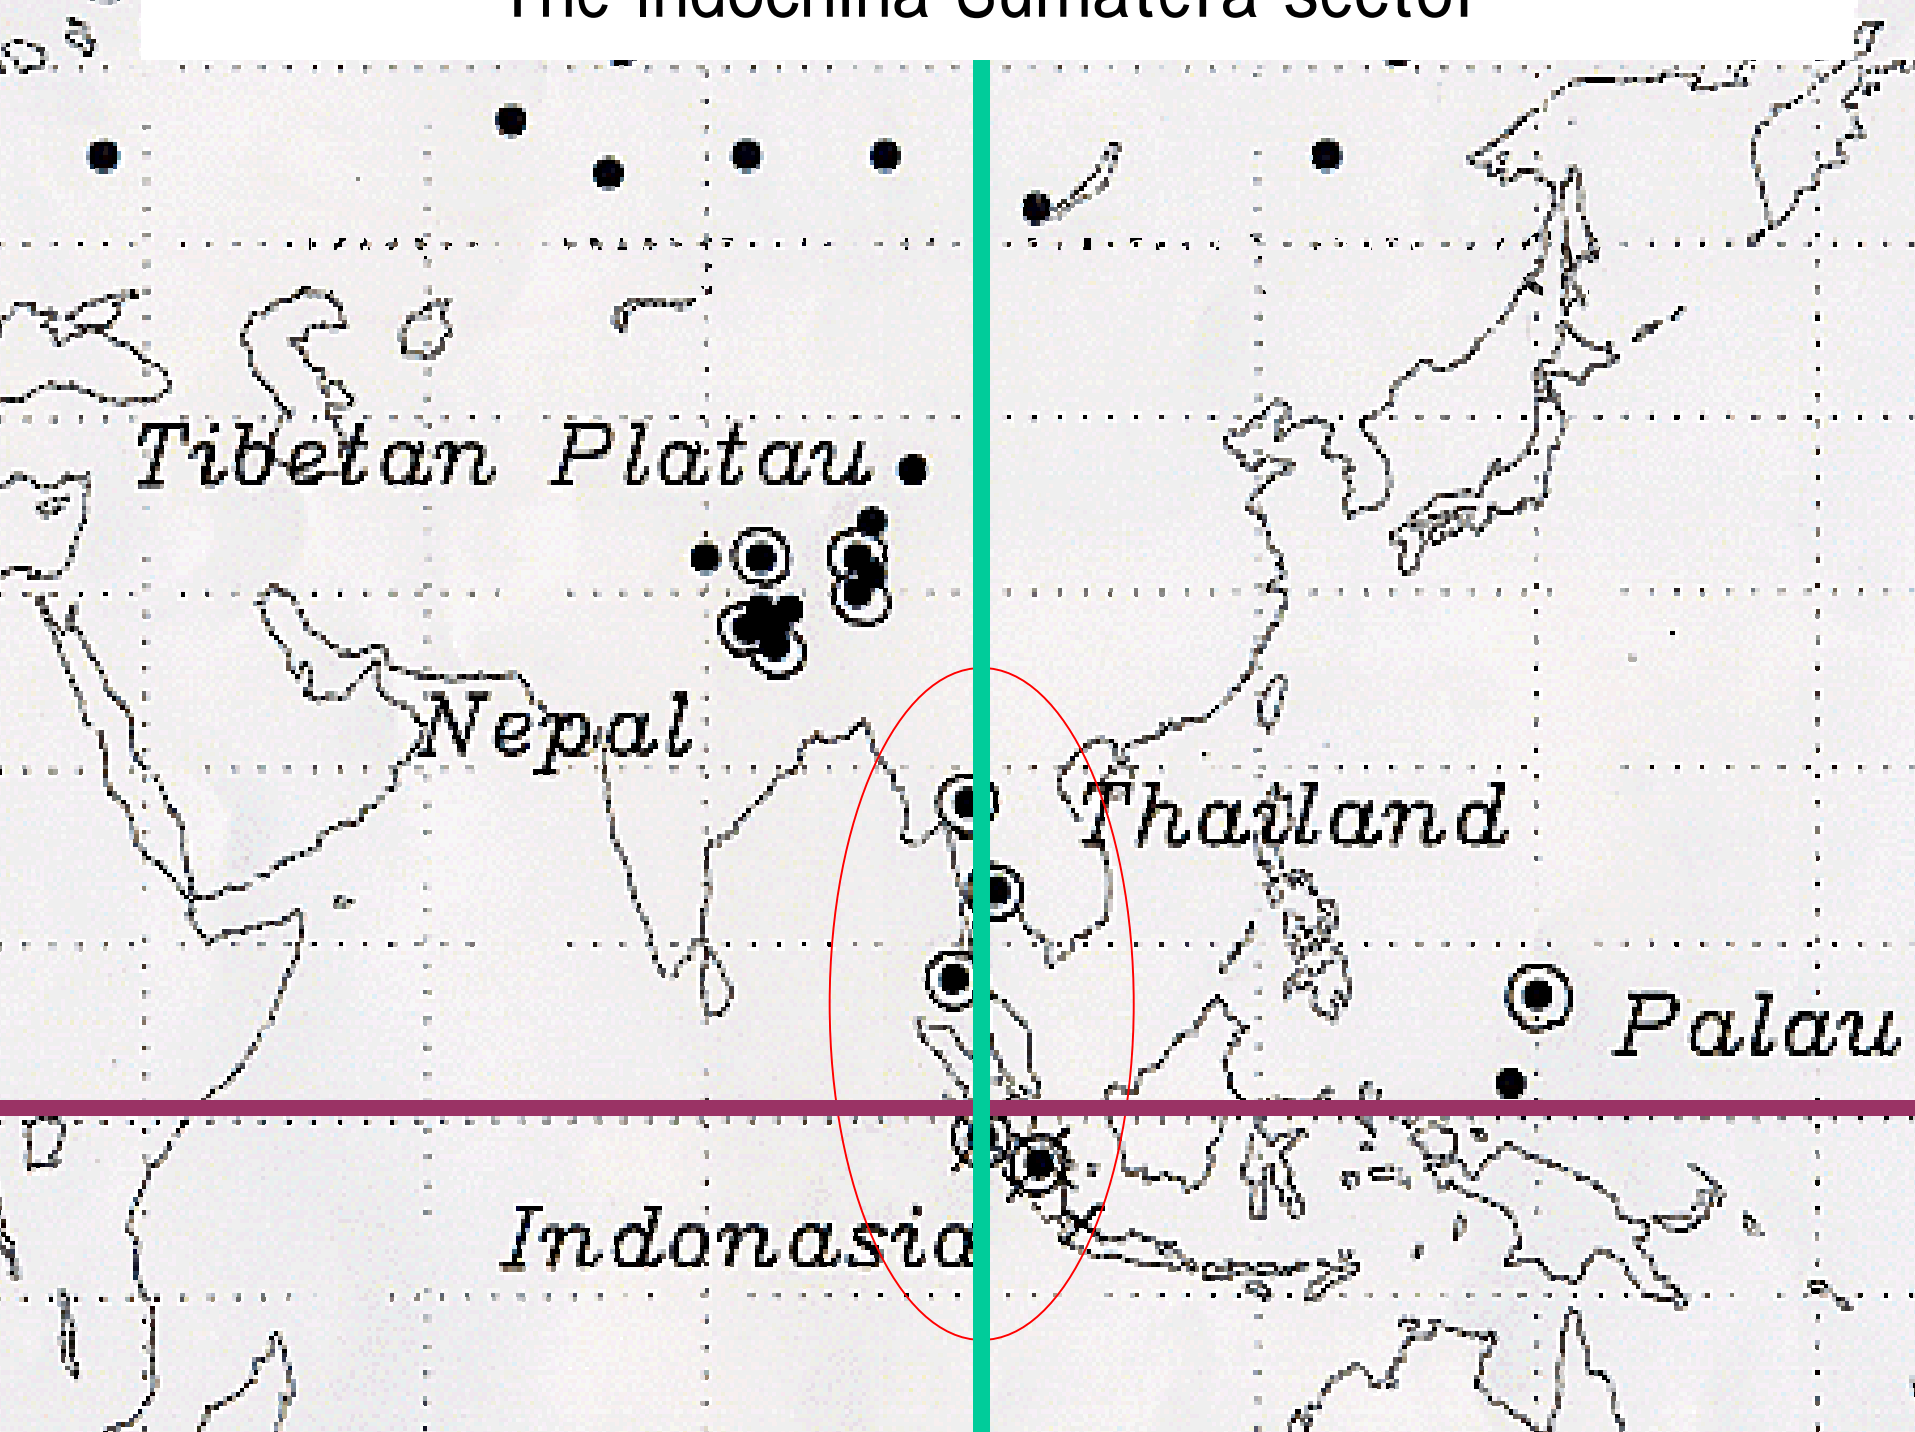 The Indochina Sumatera sector
Tibetan Platau
Nepal
Thailand
Palau
Indonasia